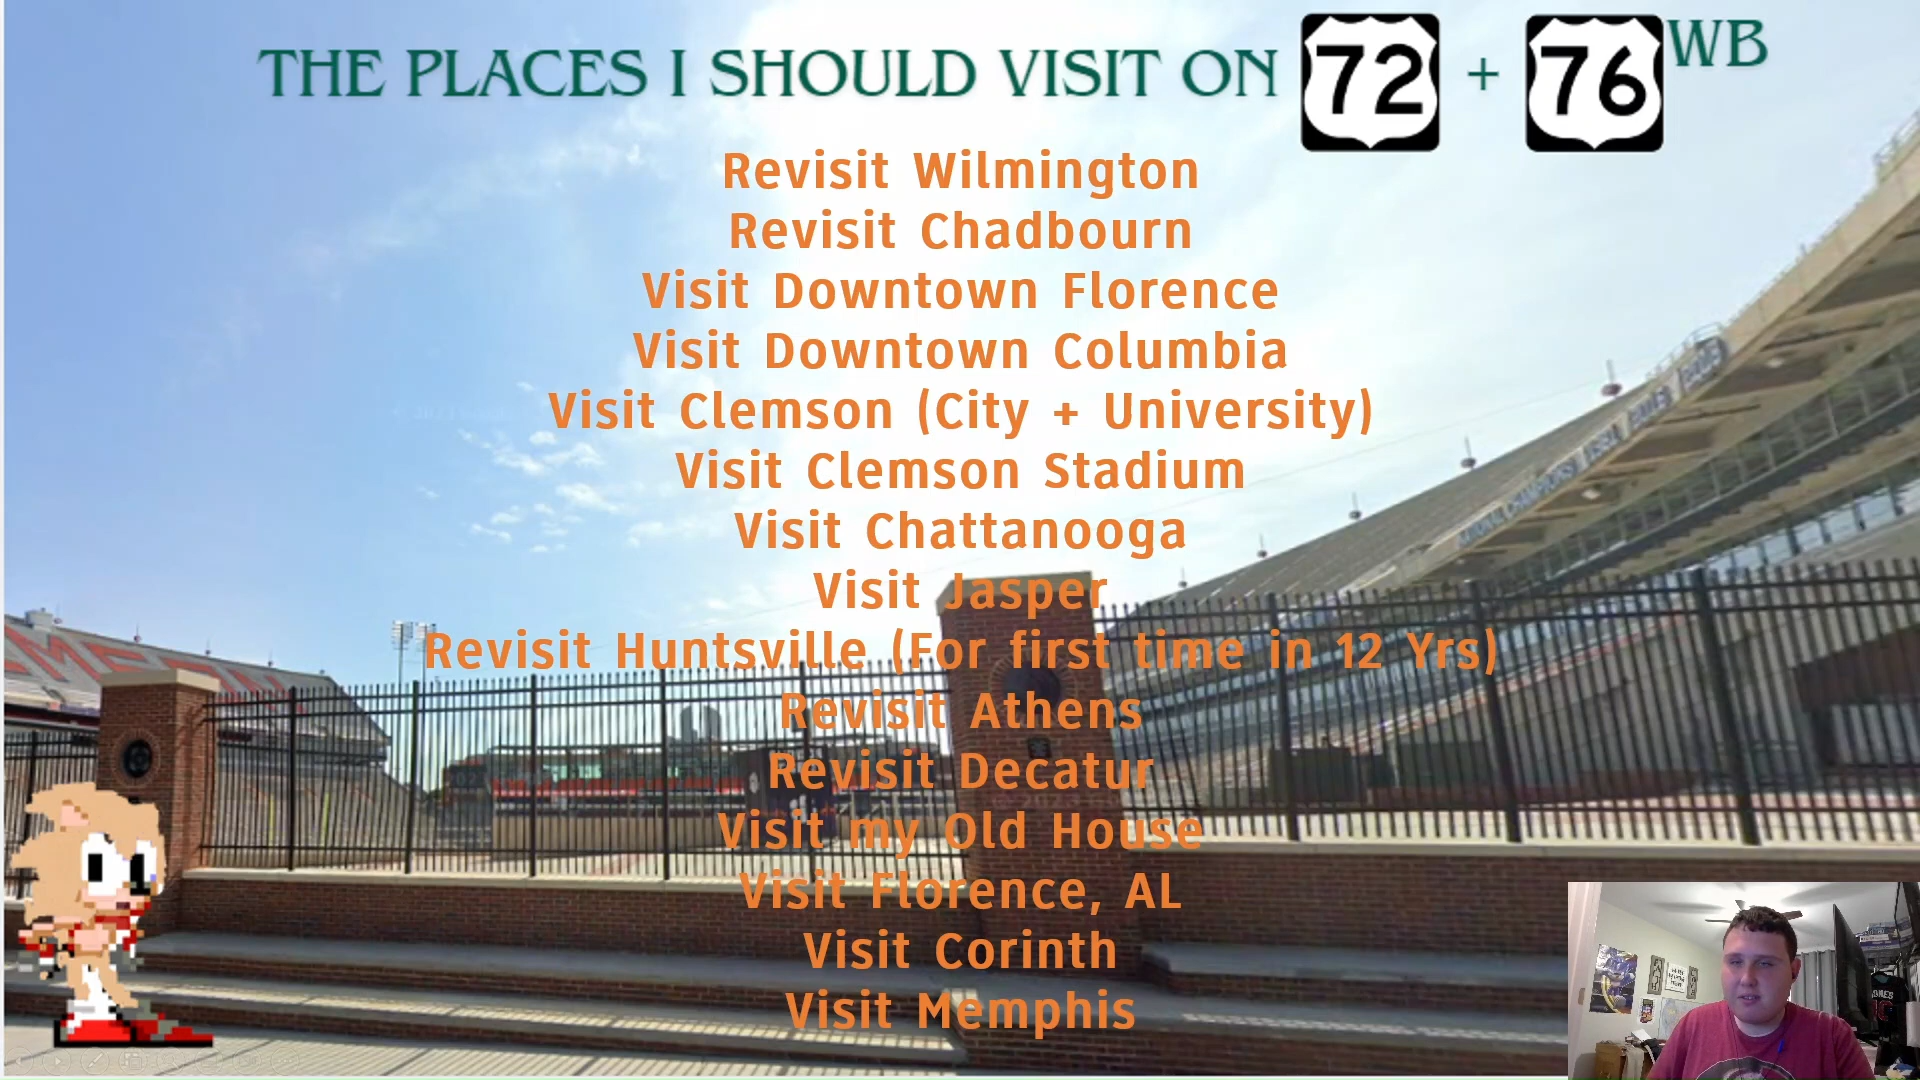 THE PLACES I SHOULD VISIT ON 72 + 76 WB
Revisit Wilmington
Revisit Chadbourn
Visit Downtown Florence
Visit Downtown Columbia
Visit Clemson (City + University)
Visit Clemson Stadium
Visit Chattanooga
Visit Jasper
Revisit Huntsville (For first time in 12 Yrs)
Revisit Athens
Revisit Decatur
Visit my Old House
Visit Florence, AL
Visit Corinth
Visit Memphis